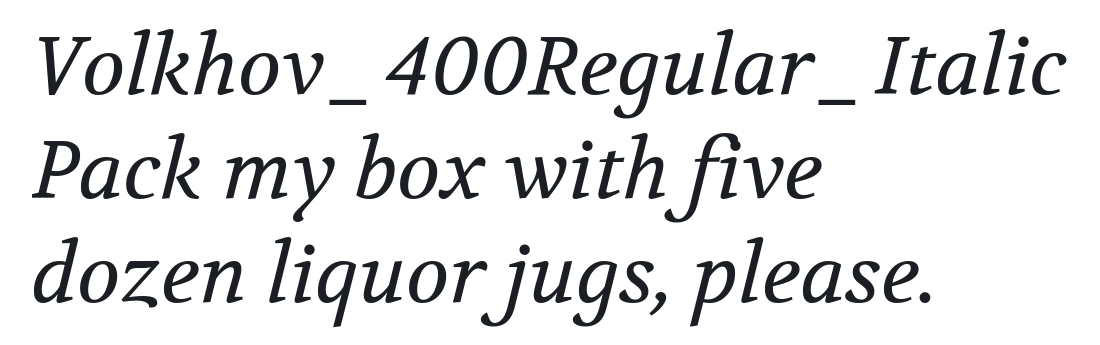 Volkhov_400Regular_Italic
Pack my box with five
dozen liquor jugs, please.